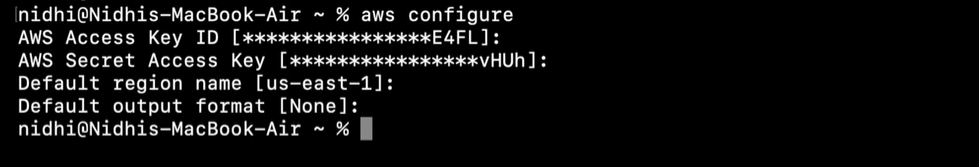 nidhi@Nidhis-MacBook-Air ~ % aws configure
AWS Access Key ID [****************E4FL]:
AWS Secret Access Key [****************vHUh]:
Default region name [us-east-1]:
Default output format [None]:
nidhi@Nidhis-MacBook-Air ~ %